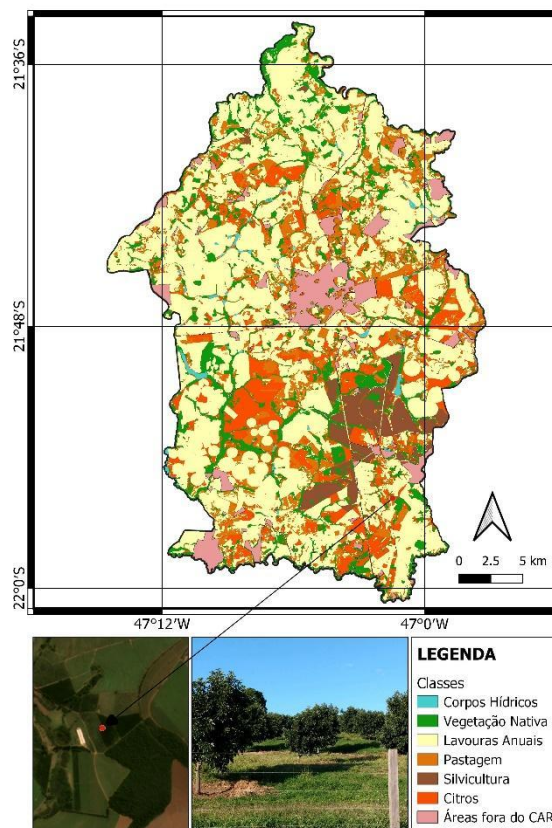 21°36'S
21°48'S
22°0'S
0 2.5 5 km
47°12'W 47°0'W
LEGENDA
Classes
Corpos Hídricos
Vegetação Nativa
Lavouras Anuais
Pastagem
Silvicultura
Citros
Áreas fora do CAR